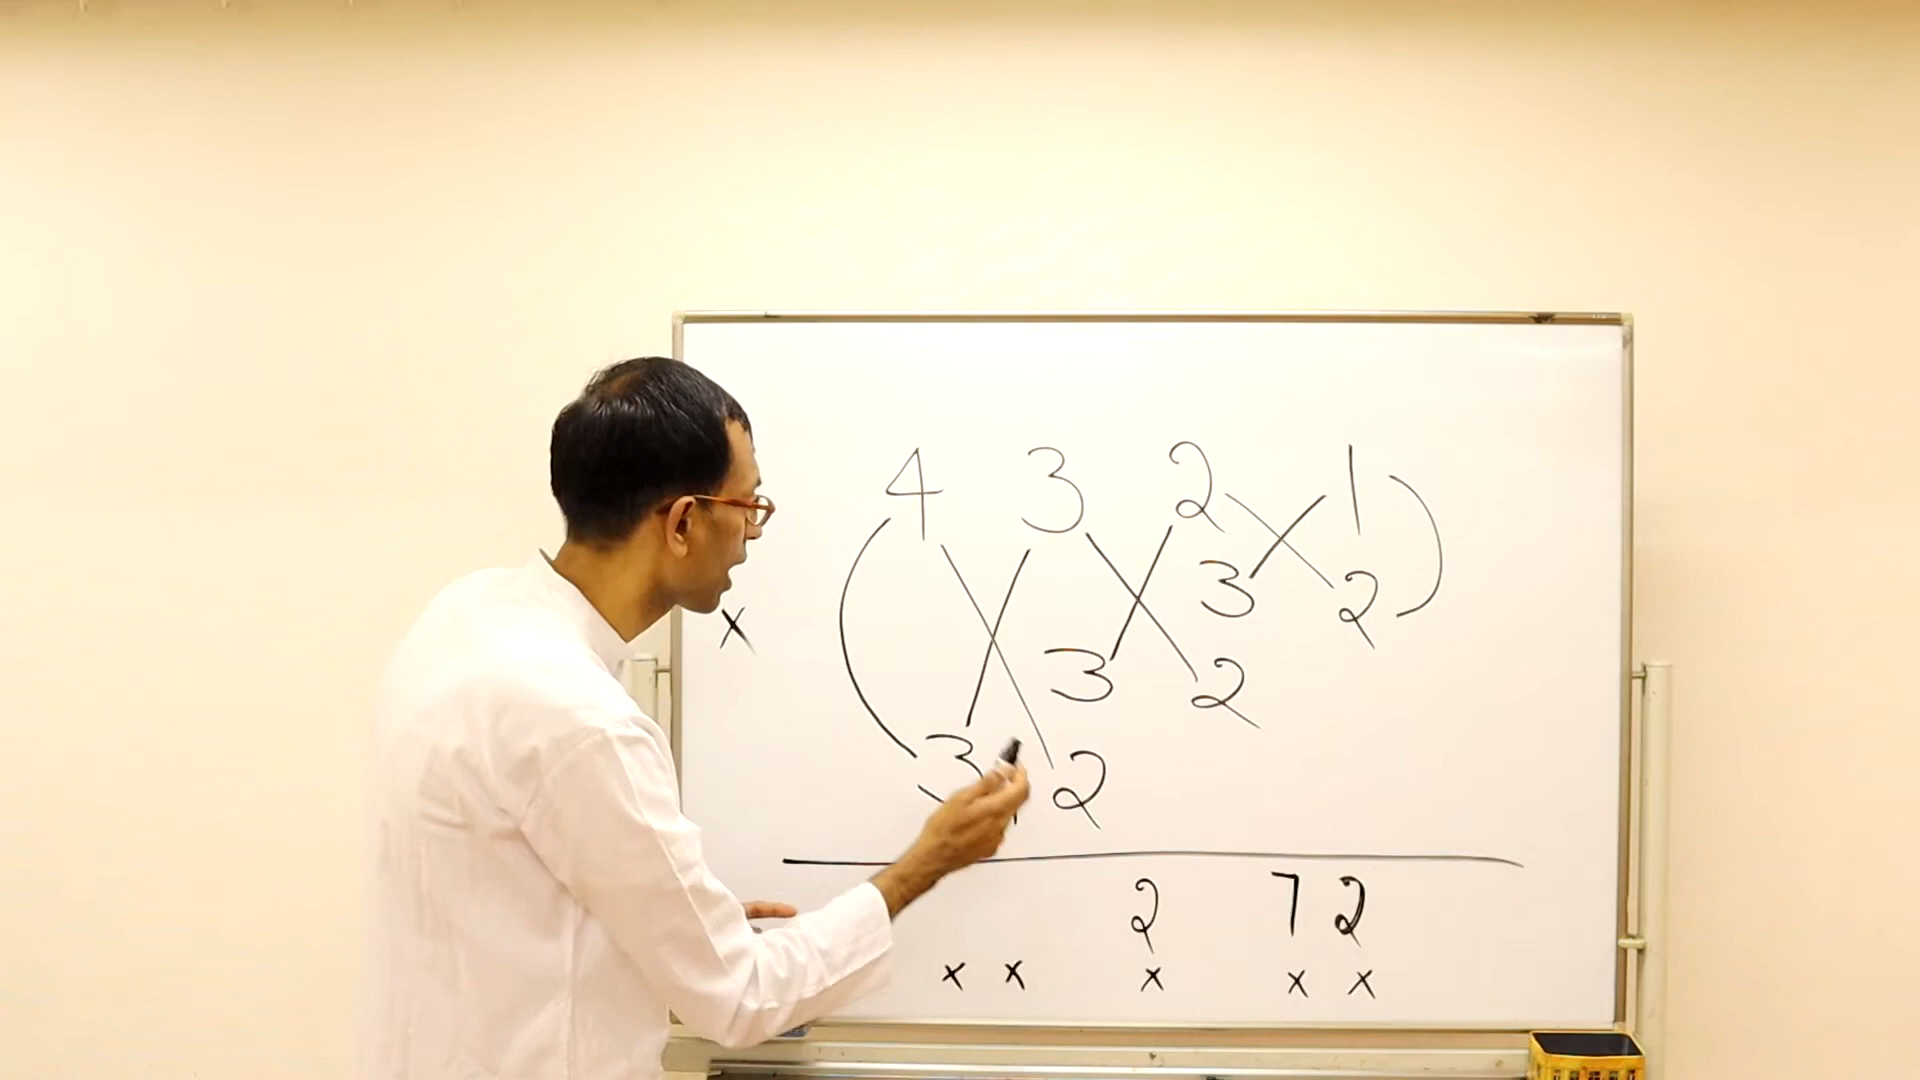 4 3 2 1
x 3 2
3 2
3 2
2 7 2
x x x x x